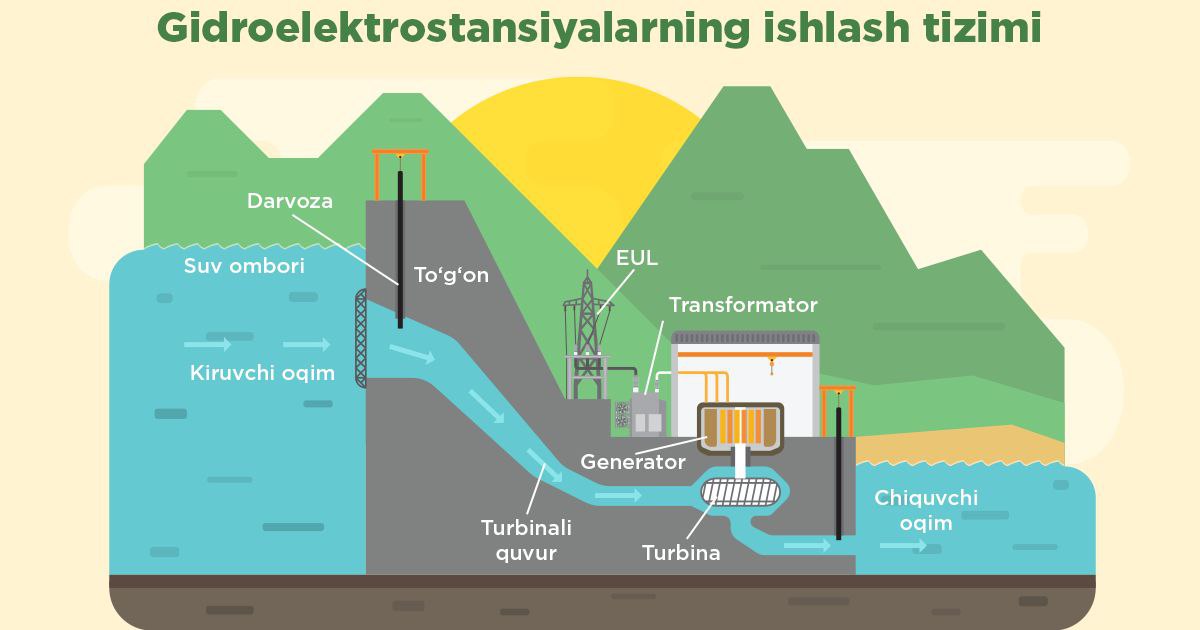 Gidroelektrostansiyalarning ishlash tizimi
Darvoza
Suv ombori
To‘g‘on
EUL
Transformator
Kiruvchi oqim
Generator
Chiquvchi
oqim
Turbinali
quvur
Turbina